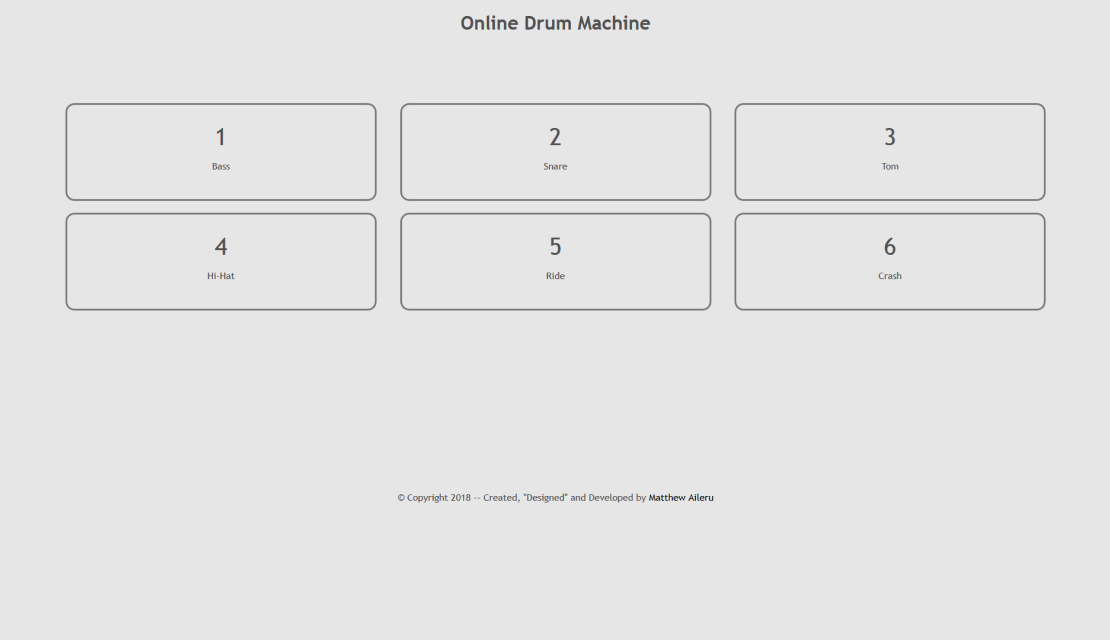 Online Drum Machine
1
Bass
2
Snare
3
Tom
4
Hi-Hat
5
Ride
6
Crash
© Copyright 2018 -- Created, "Designed" and Developed by Matthew Aileru